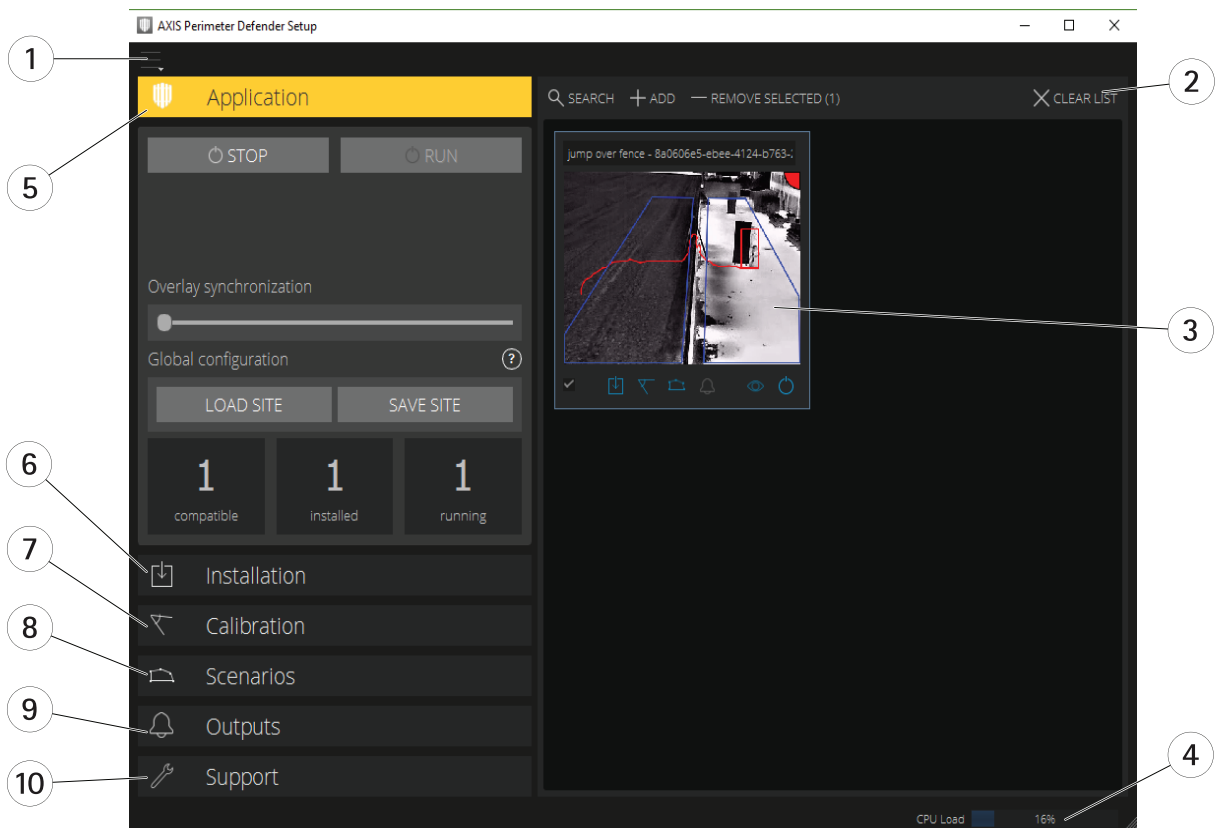 AXIS Perimeter Defender Setup
1
2
Application
SEARCH ADD REMOVE SELECTED (1) CLEAR LIST
5
STOP RUN
jump over fence - 8a0606e5-ebee-4124-b763-
Overlay synchronization
3
Global configuration ?
LOAD SITE SAVE SITE
6
1 1 1
compatible installed running
7
Installation
8
Calibration
Scenarios
9
Outputs
4
10
Support
CPU Load 16%